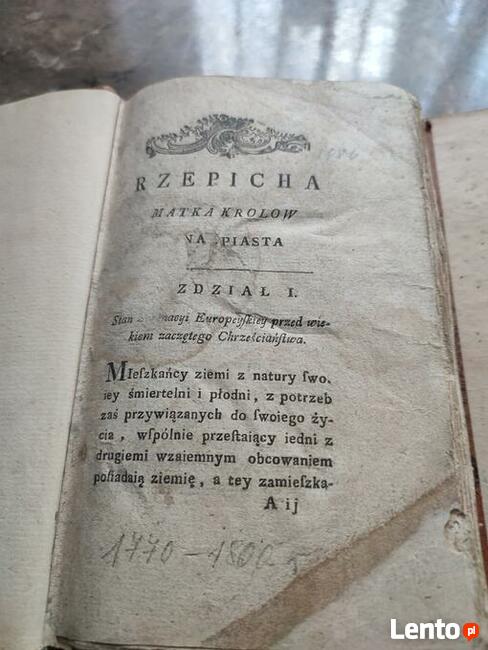 RZEPICHA
MATKA KROLOW
NA PIASTA
ZDZIAŁ I.
Stan Europeyſkiey przed wie-
kiem zaczętego Chrześciańſtwa.
MIeſzkańcy ziemi z natury ſwo.
iey śmiertelni i płodni, z potrzeb
zaś przywiązanych do ſwoiego ży-
cia, wſpólnie przeſtaiący iedni z
drugiemi wzaiemnym obcowaniem
poſiadaią ziemię, a tey zamieſzka-
A ij
1770-1800
Lento.pl